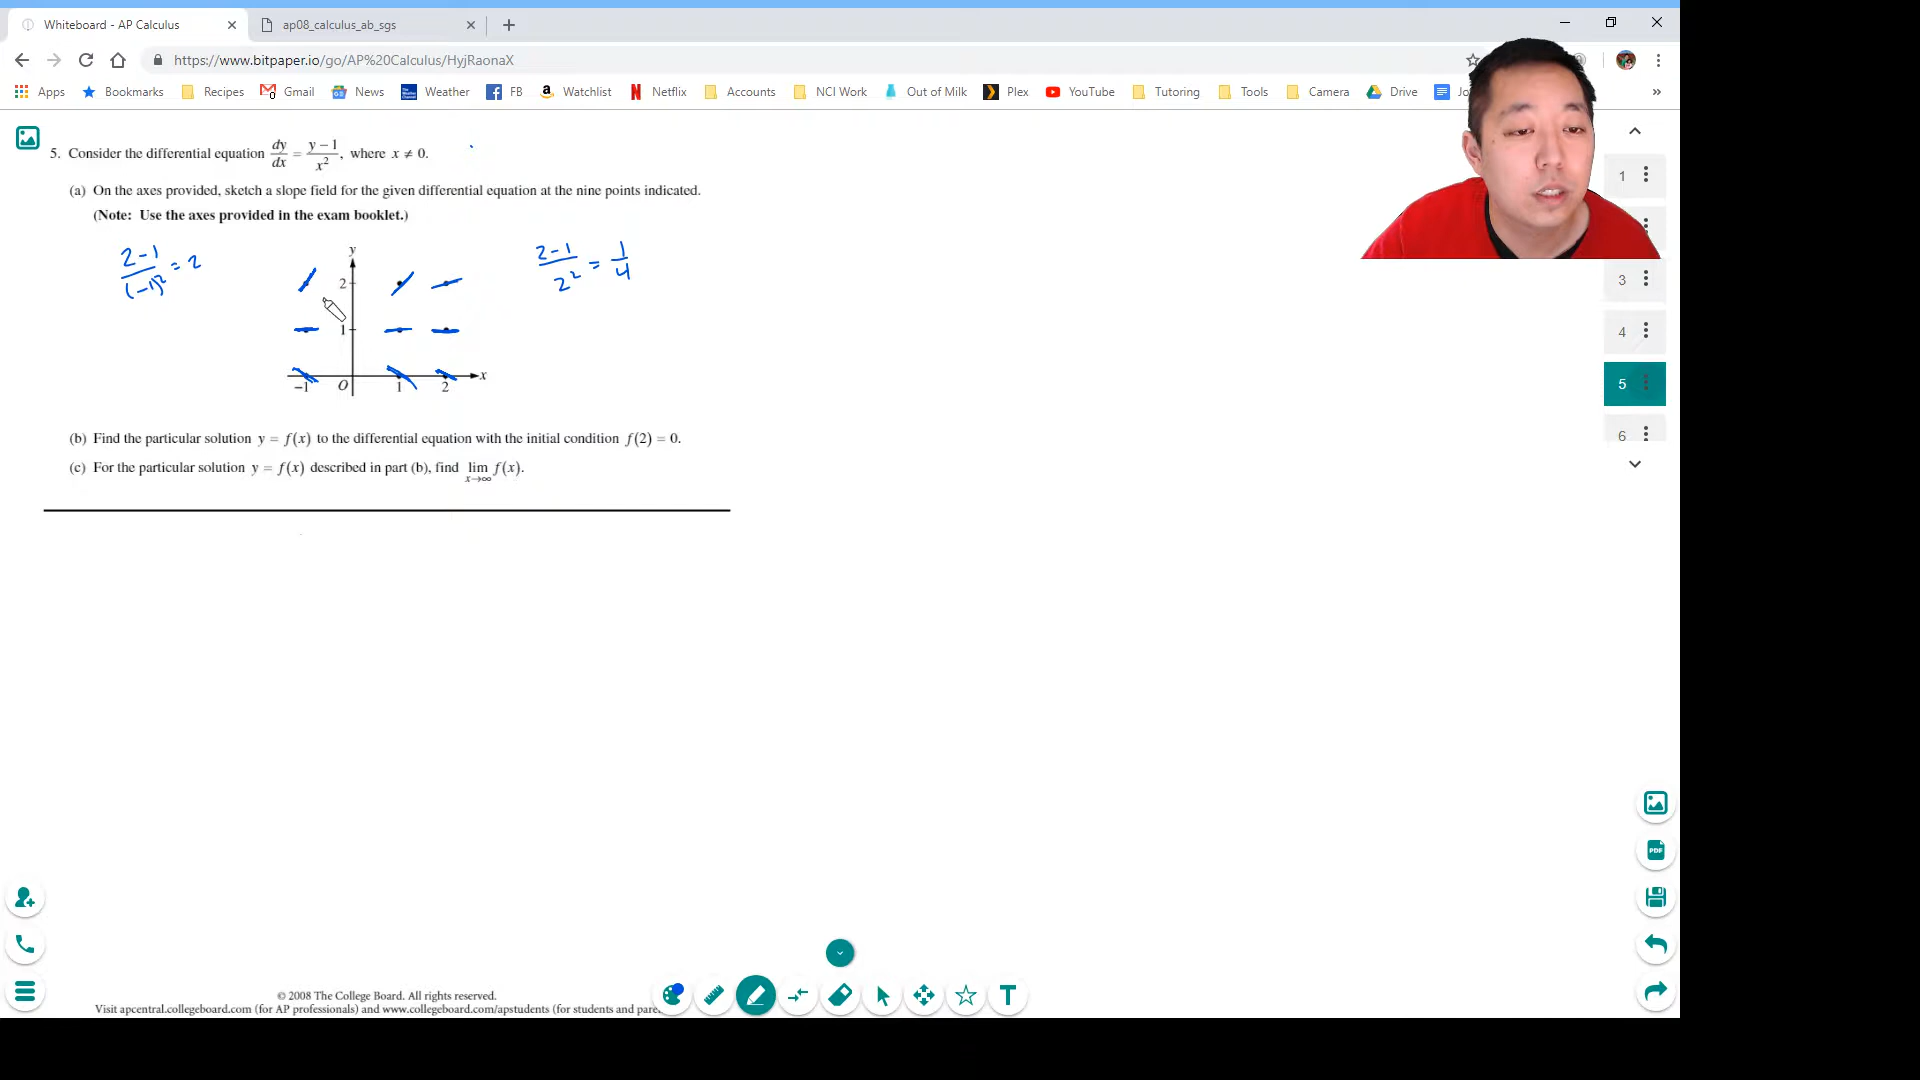 Whiteboard - AP Calculus
ap08_calculus_ab_sgs
https://www.bitpaper.io/go/AP%20Calculus/HyjRaonaX
Apps Bookmarks Recipes Gmail News Weather FB Watchlist Netflix Accounts NCI Work Out of Milk Plex YouTube Tutoring Tools Camera Drive »
5. Consider the differential equation dy/dx = (y − 1)/x², where x ≠ 0.
(a) On the axes provided, sketch a slope field for the given differential equation at the nine points indicated.
(Note: Use the axes provided in the exam booklet.)
(2-1)/(-1)² = 2
(2-1)/2² = 1/4
y
2
1
−1 O 1 2 x
(b) Find the particular solution y = f(x) to the differential equation with the initial condition f(2) = 0.
(c) For the particular solution y = f(x) described in part (b), find lim x→∞ f(x).
1
3
4
5
6
PDF
T
© 2008 The College Board. All rights reserved.
Visit apcentral.collegeboard.com (for AP professionals) and www.collegeboard.com/apstudents (for students and